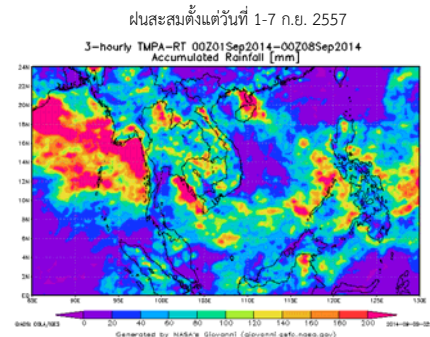 ฝนสะสมตั้งแต่วันที่ 1-7 ก.ย. 2557
3-hourly TMPA-RT 00Z01Sep2014-00Z08Sep2014
Accumulated Rainfall [mm]
24N
22N
20N
18N
16N
14N
12N
10N
8N
6N
4N
2N
EQ
90E 95E 100E 105E 110E 115E 120E 125E 130E
0 20 40 60 80 100 120 140 160 180 200
GrADS: COLA/IGES
Generated by NASA's Giovanni (giovanni.gsfc.nasa.gov)